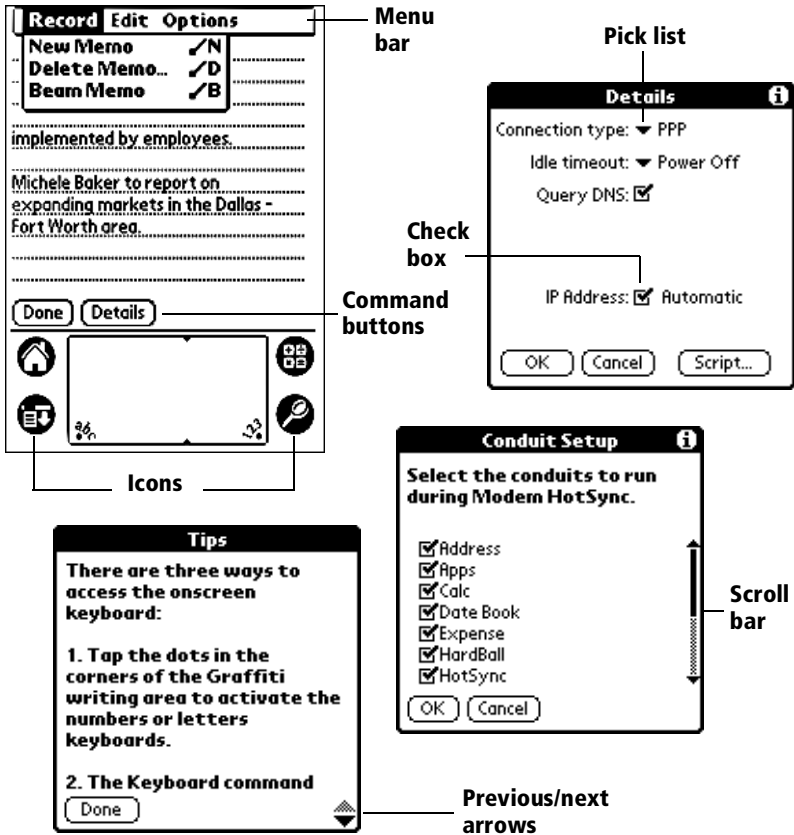 Record Edit Options
New Memo /N
Delete Memo... /D
Beam Memo /B
implemented by employees.
Michele Baker to report on
expanding markets in the Dallas -
Fort Worth area.
Done Details
abc
123
Menu
bar
Command
buttons
Icons
Pick list
Details i
Connection type: PPP
Idle timeout: Power Off
Query DNS:
Check
box
IP Address: Automatic
OK Cancel Script...
Conduit Setup i
Select the conduits to run
during Modem HotSync.
Address
Apps
Calc
Date Book
Expense
HardBall
HotSync
OK Cancel
Scroll
bar
Tips
There are three ways to
access the onscreen
keyboard:
1. Tap the dots in the
corners of the Graffiti
writing area to activate the
numbers or letters
keyboards.
2. The Keyboard command
Done
Previous/next
arrows